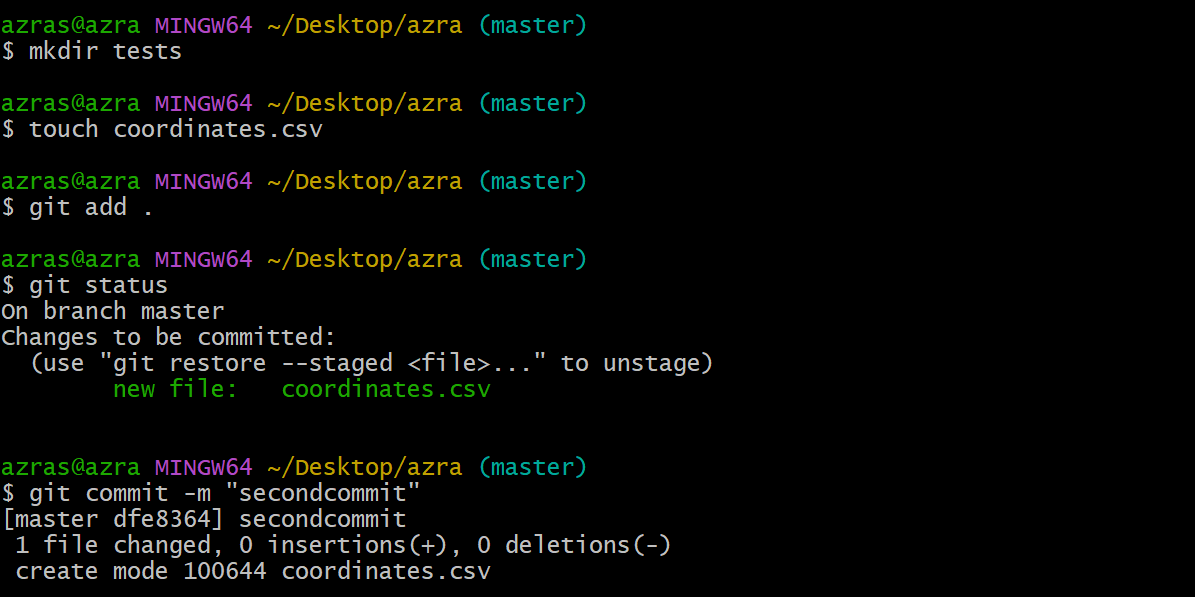 azras@azra MINGW64 ~/Desktop/azra (master)
$ mkdir tests
azras@azra MINGW64 ~/Desktop/azra (master)
$ touch coordinates.csv
azras@azra MINGW64 ~/Desktop/azra (master)
$ git add .
azras@azra MINGW64 ~/Desktop/azra (master)
$ git status
On branch master
Changes to be committed:
  (use "git restore --staged <file>..." to unstage)
        new file:   coordinates.csv
azras@azra MINGW64 ~/Desktop/azra (master)
$ git commit -m "secondcommit"
[master dfe8364] secondcommit
 1 file changed, 0 insertions(+), 0 deletions(-)
 create mode 100644 coordinates.csv